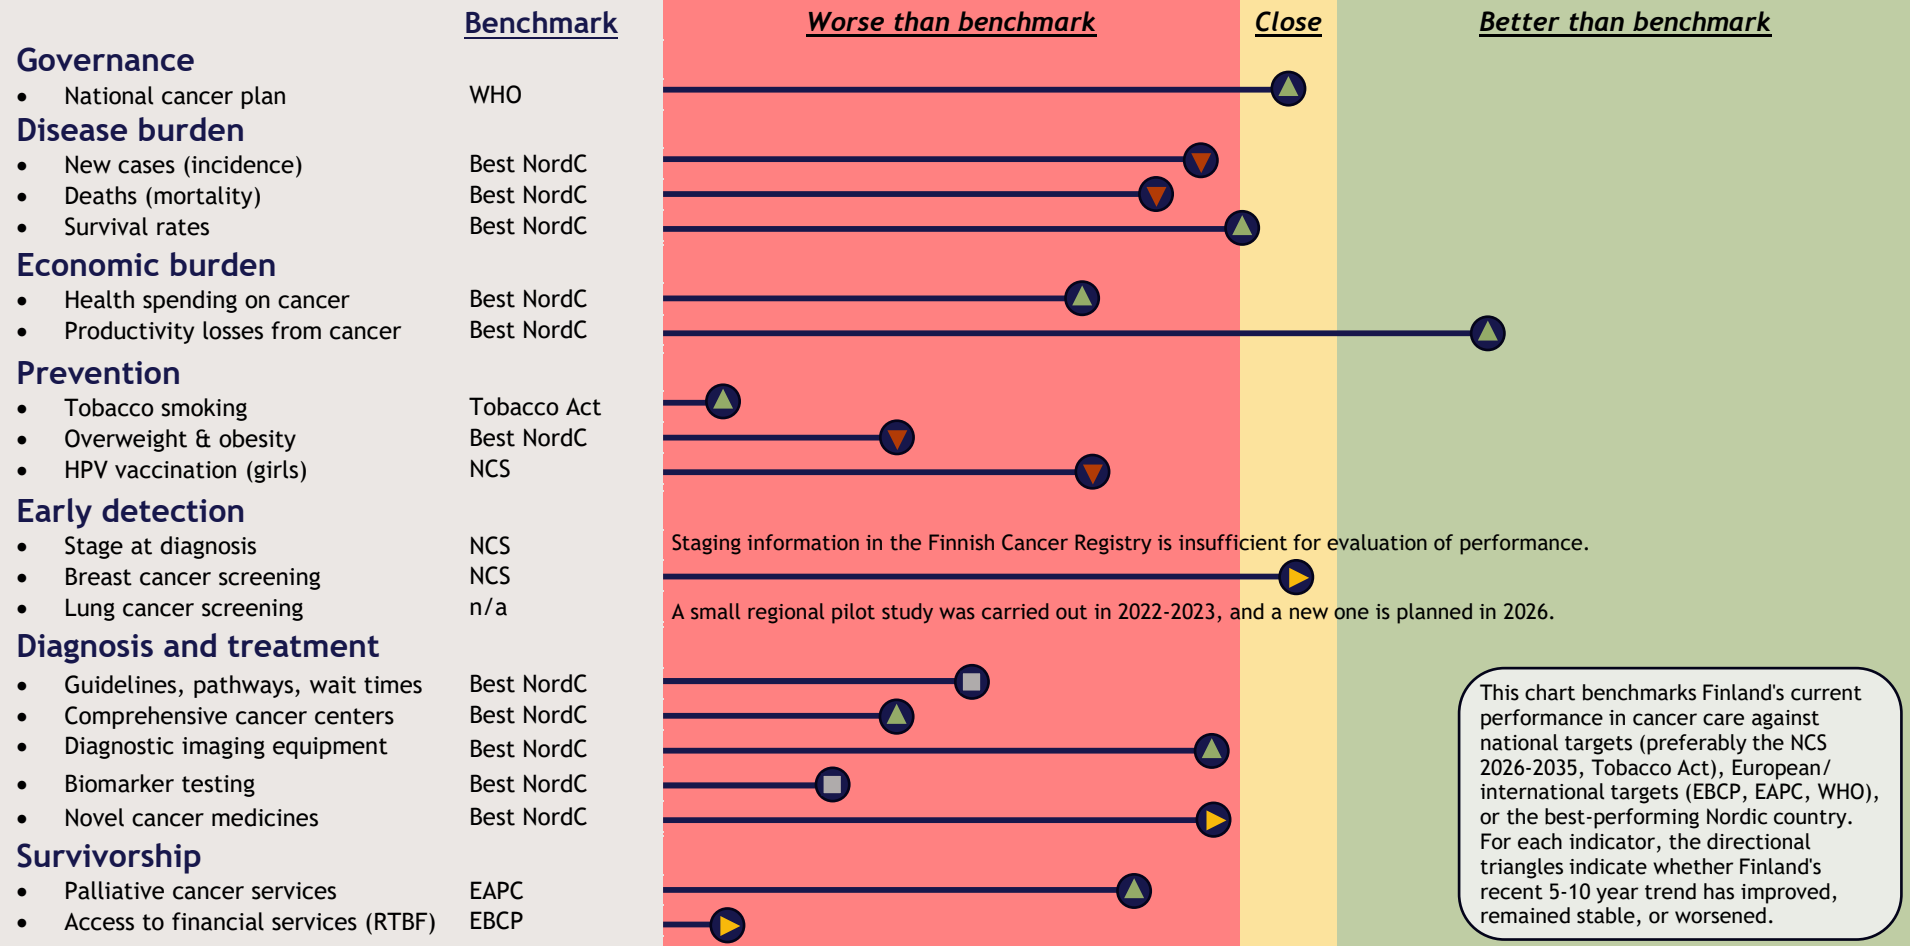 Benchmark Worse than benchmark Close Better than benchmark
Governance
• National cancer plan WHO
Disease burden
• New cases (incidence) Best NordC
• Deaths (mortality) Best NordC
• Survival rates Best NordC
Economic burden
• Health spending on cancer Best NordC
• Productivity losses from cancer Best NordC
Prevention
• Tobacco smoking Tobacco Act
• Overweight & obesity Best NordC
• HPV vaccination (girls) NCS
Early detection
• Stage at diagnosis NCS Staging information in the Finnish Cancer Registry is insufficient for evaluation of performance.
• Breast cancer screening NCS
• Lung cancer screening n/a A small regional pilot study was carried out in 2022-2023, and a new one is planned in 2026.
Diagnosis and treatment
• Guidelines, pathways, wait times Best NordC
• Comprehensive cancer centers Best NordC
• Diagnostic imaging equipment Best NordC
• Biomarker testing Best NordC
• Novel cancer medicines Best NordC
Survivorship
• Palliative cancer services EAPC
• Access to financial services (RTBF) EBCP
This chart benchmarks Finland's current
performance in cancer care against
national targets (preferably the NCS
2026-2035, Tobacco Act), European/
international targets (EBCP, EAPC, WHO),
or the best-performing Nordic country.
For each indicator, the directional
triangles indicate whether Finland's
recent 5-10 year trend has improved,
remained stable, or worsened.